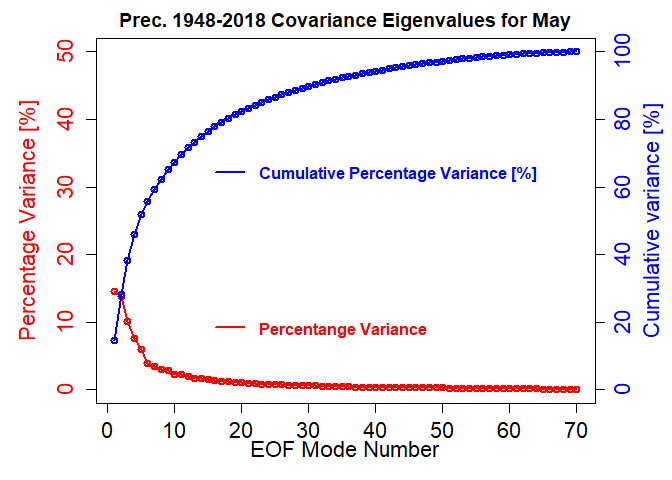 Prec. 1948-2018 Covariance Eigenvalues for May
Percentage Variance [%]
50
40
30
20
10
0
Cumulative Percentage Variance [%]
Percentange Variance
100
80
60
40
20
0
Cumulative variance [%]
0 10 20 30 40 50 60 70
EOF Mode Number